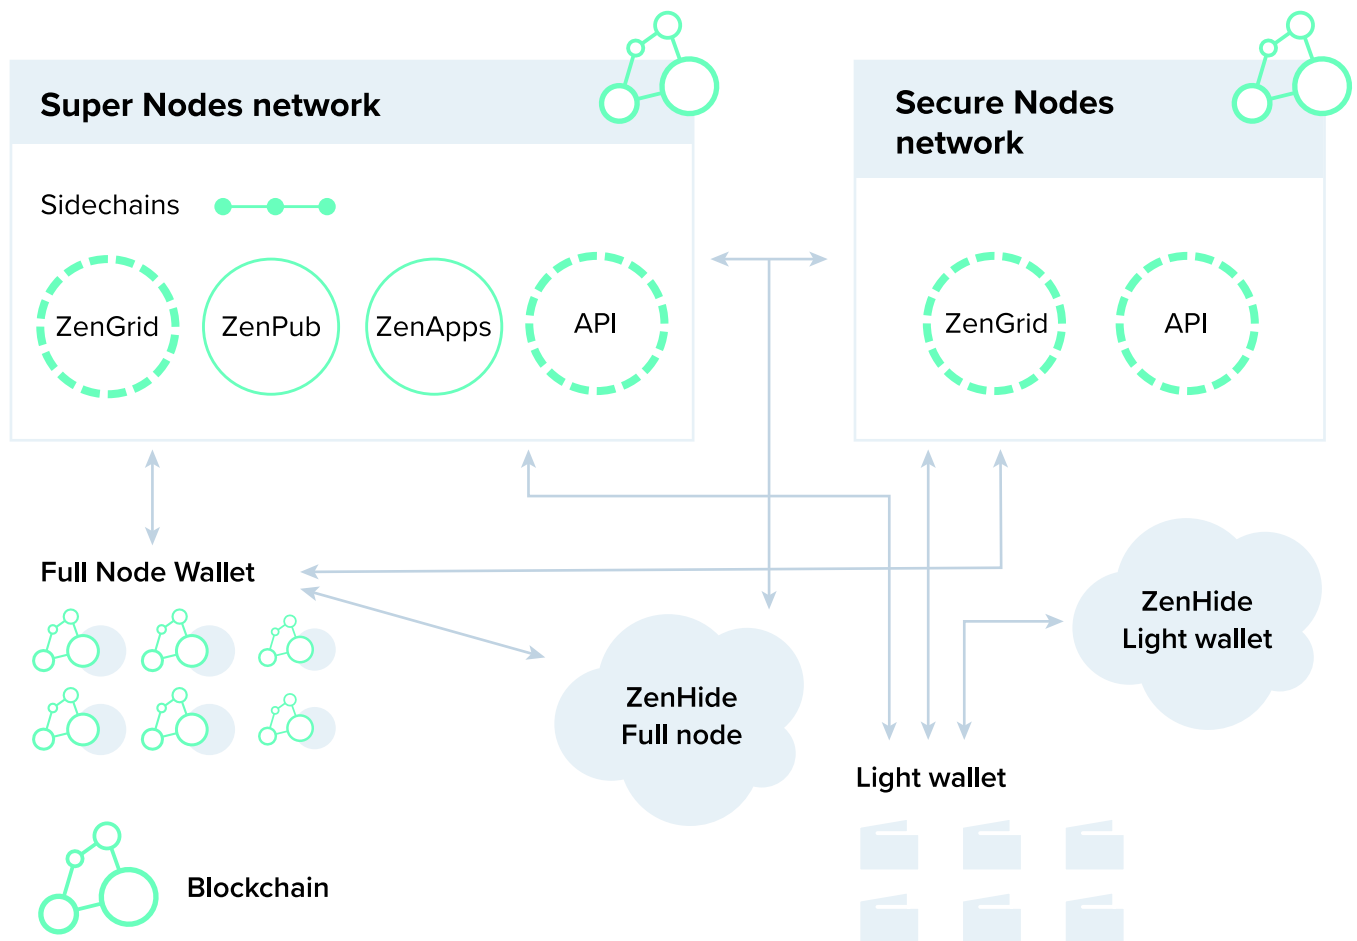 Super Nodes network
Secure Nodes
network
Sidechains
ZenGrid
ZenPub
ZenApps
API
ZenGrid
API
Full Node Wallet
ZenHide
Light wallet
ZenHide
Full node
Light wallet
Blockchain